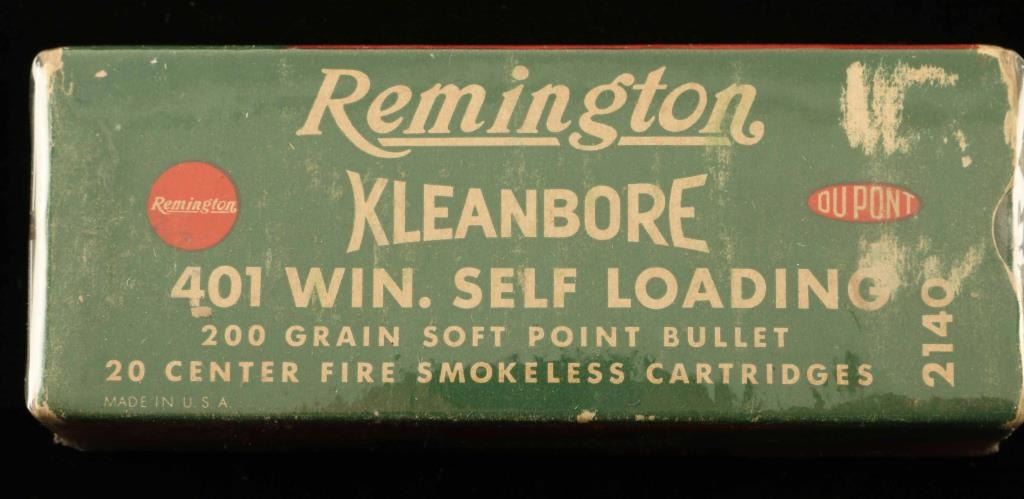 Remington
Remington
KLEANBORE
DU PONT
401 WIN. SELF LOADING
200 GRAIN SOFT POINT BULLET
20 CENTER FIRE SMOKELESS CARTRIDGES
2140
MADE IN U.S.A.